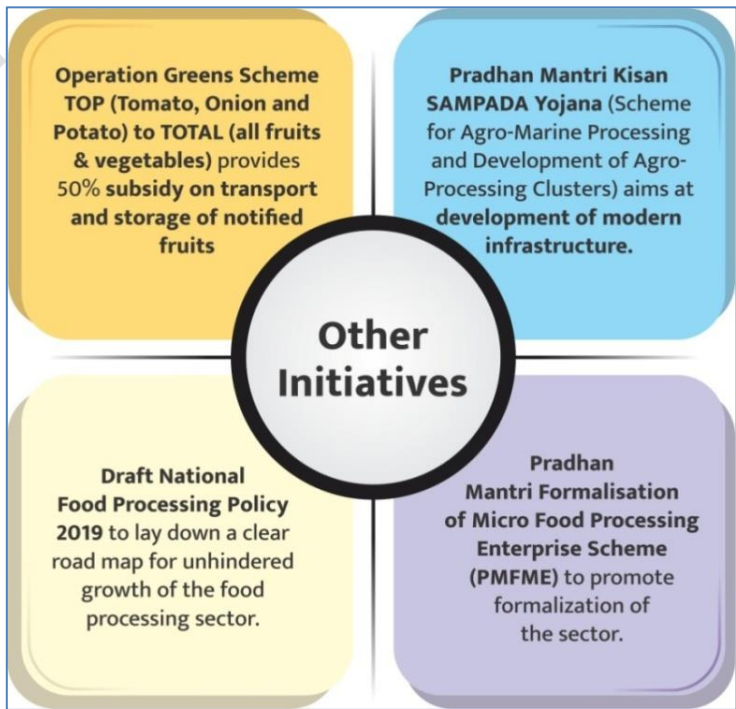 Operation Greens Scheme
TOP (Tomato, Onion and
Potato) to TOTAL (all fruits
& vegetables) provides
50% subsidy on transport
and storage of notified
fruits
Pradhan Mantri Kisan
SAMPADA Yojana (Scheme
for Agro-Marine Processing
and Development of Agro-
Processing Clusters) aims at
development of modern
infrastructure.
Other
Initiatives
Draft National
Food Processing Policy
2019 to lay down a clear
road map for unhindered
growth of the food
processing sector.
Pradhan
Mantri Formalisation
of Micro Food Processing
Enterprise Scheme
(PMFME) to promote
formalization of
the sector.